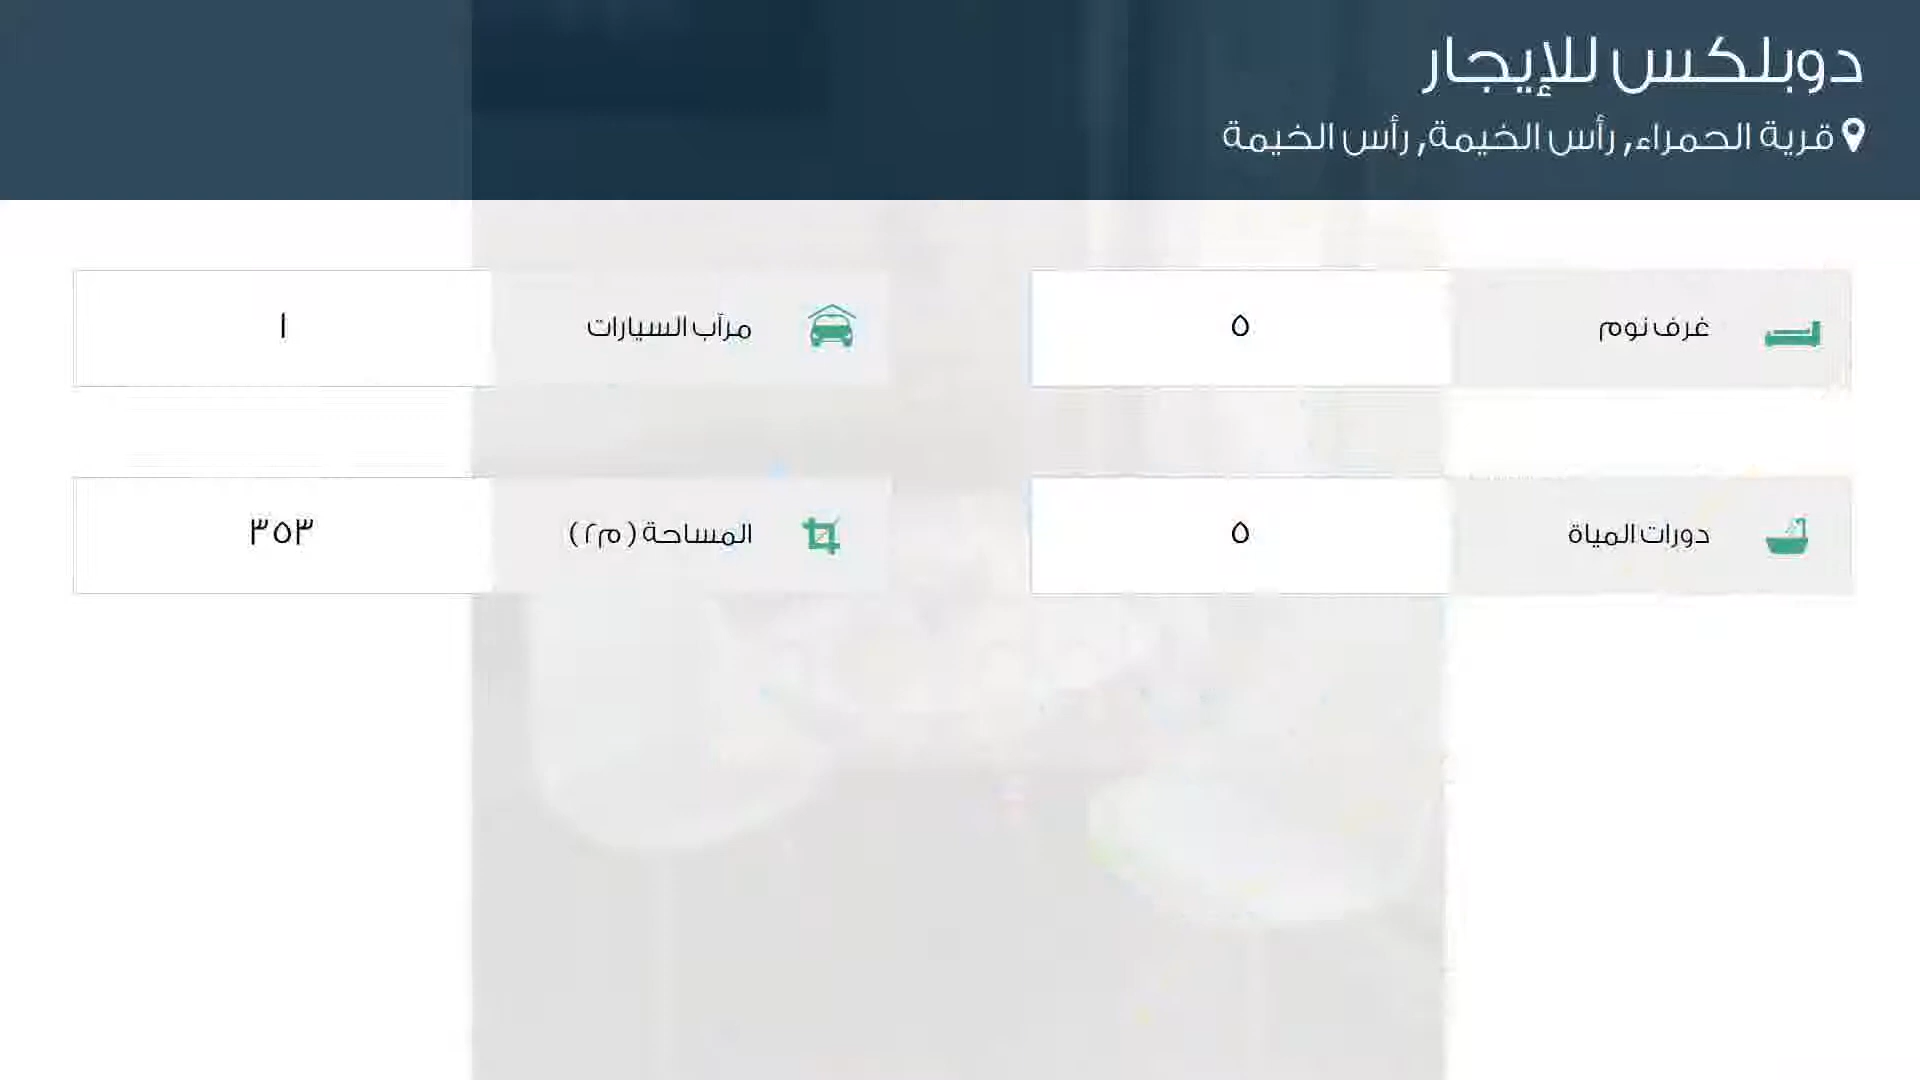 دوبلكس للإيجار
قرية الحمراء, رأس الخيمة, رأس الخيمة
غرف نوم ٥
مرآب السيارات ١
دورات المياة ٥
المساحة (م٢) ٣٥٣